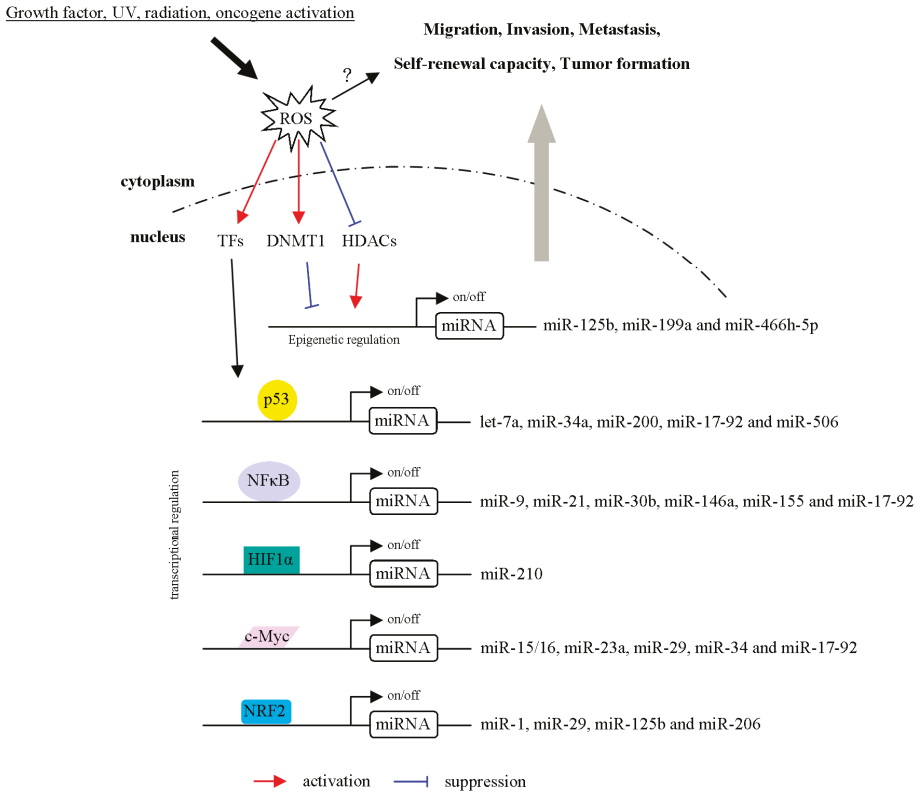 Growth factor, UV, radiation, oncogene activation
Migration, Invasion, Metastasis,
Self-renewal capacity, Tumor formation
?
ROS
cytoplasm
nucleus
TFs
DNMT1
HDACs
on/off
miRNA
miR-125b, miR-199a and miR-466h-5p
Epigenetic regulation
p53
on/off
miRNA
let-7a, miR-34a, miR-200, miR-17-92 and miR-506
transcriptional regulation
NFκB
on/off
miRNA
miR-9, miR-21, miR-30b, miR-146a, miR-155 and miR-17-92
HIF1α
on/off
miRNA
miR-210
c-Myc
on/off
miRNA
miR-15/16, miR-23a, miR-29, miR-34 and miR-17-92
NRF2
on/off
miRNA
miR-1, miR-29, miR-125b and miR-206
activation
suppression